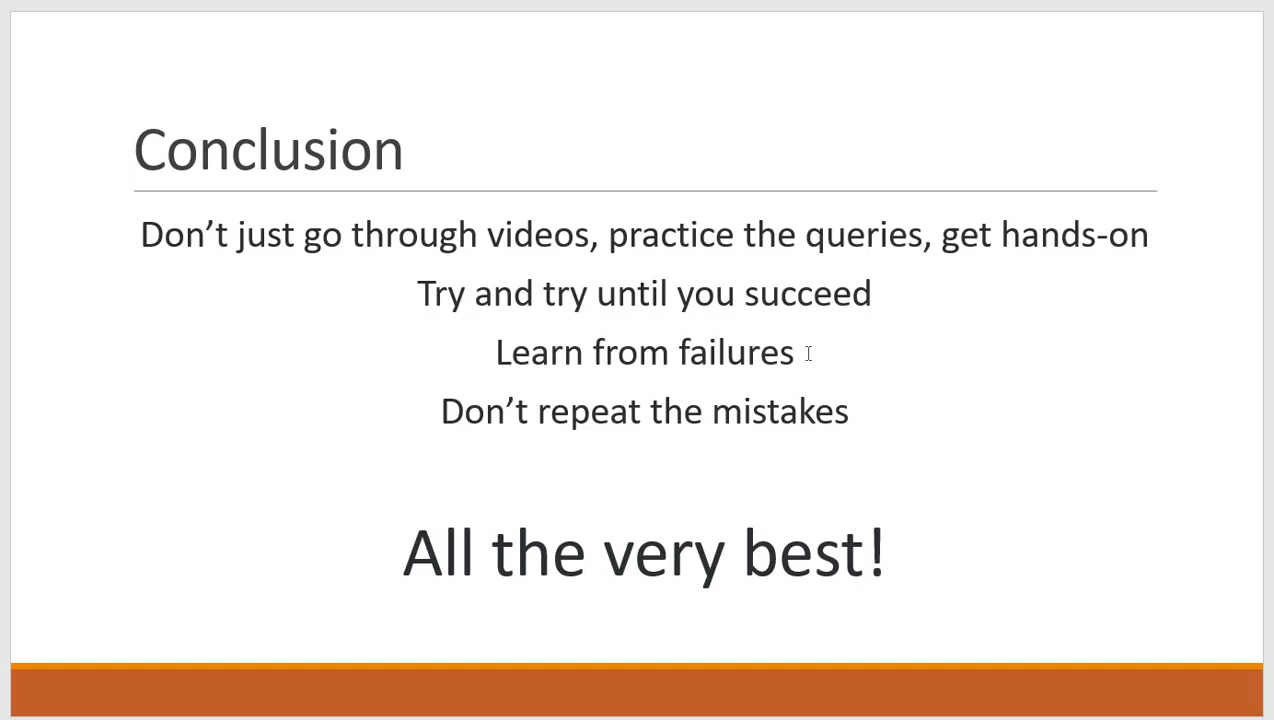 Conclusion
Don’t just go through videos, practice the queries, get hands-on
Try and try until you succeed
Learn from failures
Don’t repeat the mistakes
All the very best!